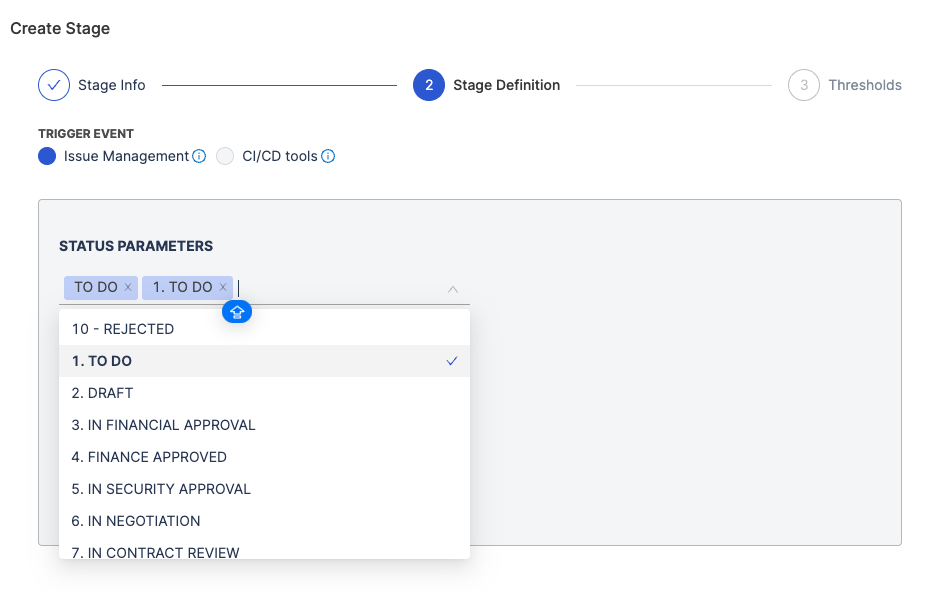 Create Stage
Stage Info
2 Stage Definition
3 Thresholds
TRIGGER EVENT
Issue Management CI/CD tools
STATUS PARAMETERS
TO DO 1. TO DO
10 - REJECTED
1. TO DO
2. DRAFT
3. IN FINANCIAL APPROVAL
4. FINANCE APPROVED
5. IN SECURITY APPROVAL
6. IN NEGOTIATION
7. IN CONTRACT REVIEW